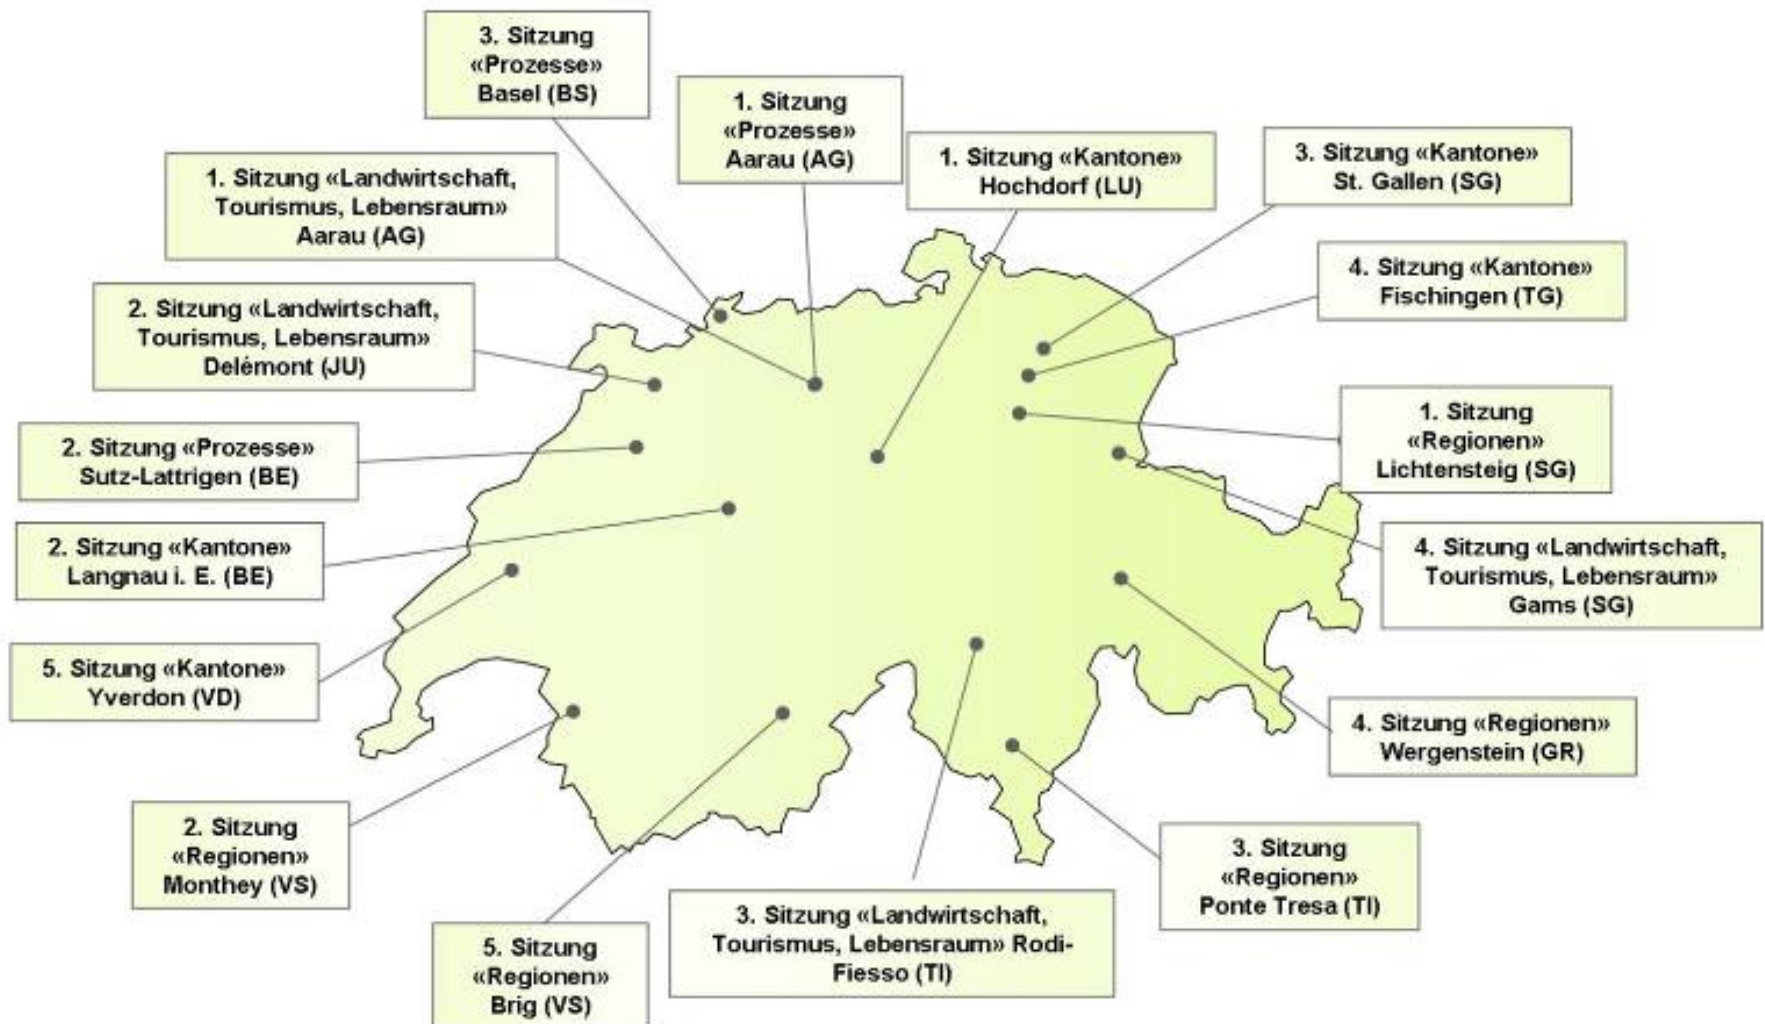 3. Sitzung
«Prozesse»
Basel (BS)
1. Sitzung
«Prozesse»
Aarau (AG)
1. Sitzung «Kantone»
Hochdorf (LU)
3. Sitzung «Kantone»
St. Gallen (SG)
1. Sitzung «Landwirtschaft,
Tourismus, Lebensraum»
Aarau (AG)
4. Sitzung «Kantone»
Fischingen (TG)
2. Sitzung «Landwirtschaft,
Tourismus, Lebensraum»
Delémont (JU)
1. Sitzung
«Regionen»
Lichtensteig (SG)
2. Sitzung «Prozesse»
Sutz-Lattrigen (BE)
2. Sitzung «Kantone»
Langnau i. E. (BE)
4. Sitzung «Landwirtschaft,
Tourismus, Lebensraum»
Gams (SG)
5. Sitzung «Kantone»
Yverdon (VD)
4. Sitzung «Regionen»
Wergenstein (GR)
2. Sitzung
«Regionen»
Monthey (VS)
3. Sitzung
«Regionen»
Ponte Tresa (TI)
3. Sitzung «Landwirtschaft,
Tourismus, Lebensraum» Rodi-
Fiesso (TI)
5. Sitzung
«Regionen»
Brig (VS)